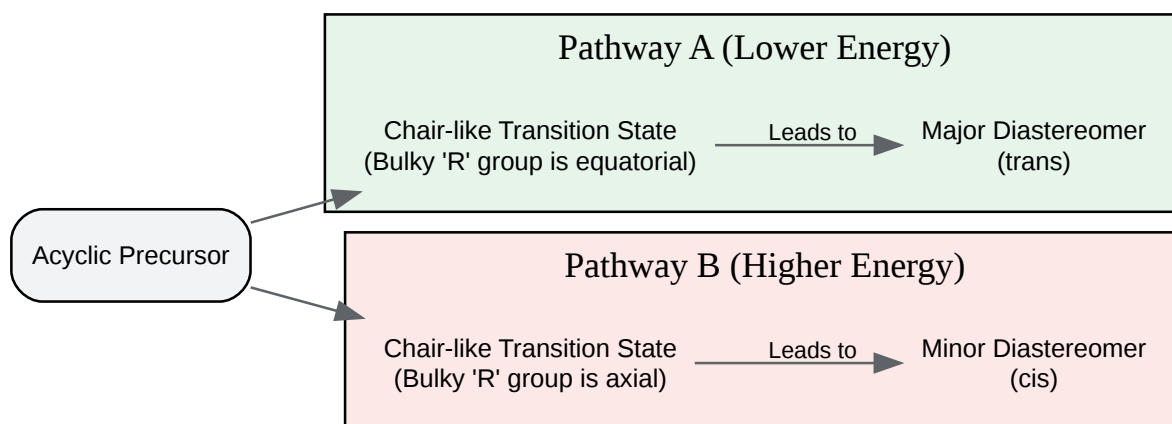 Pathway A (Lower Energy)
Chair-like Transition State
(Bulky 'R' group is equatorial)
Leads to
Major Diastereomer
(trans)
Acyclic Precursor
Pathway B (Higher Energy)
Chair-like Transition State
(Bulky 'R' group is axial)
Leads to
Minor Diastereomer
(cis)